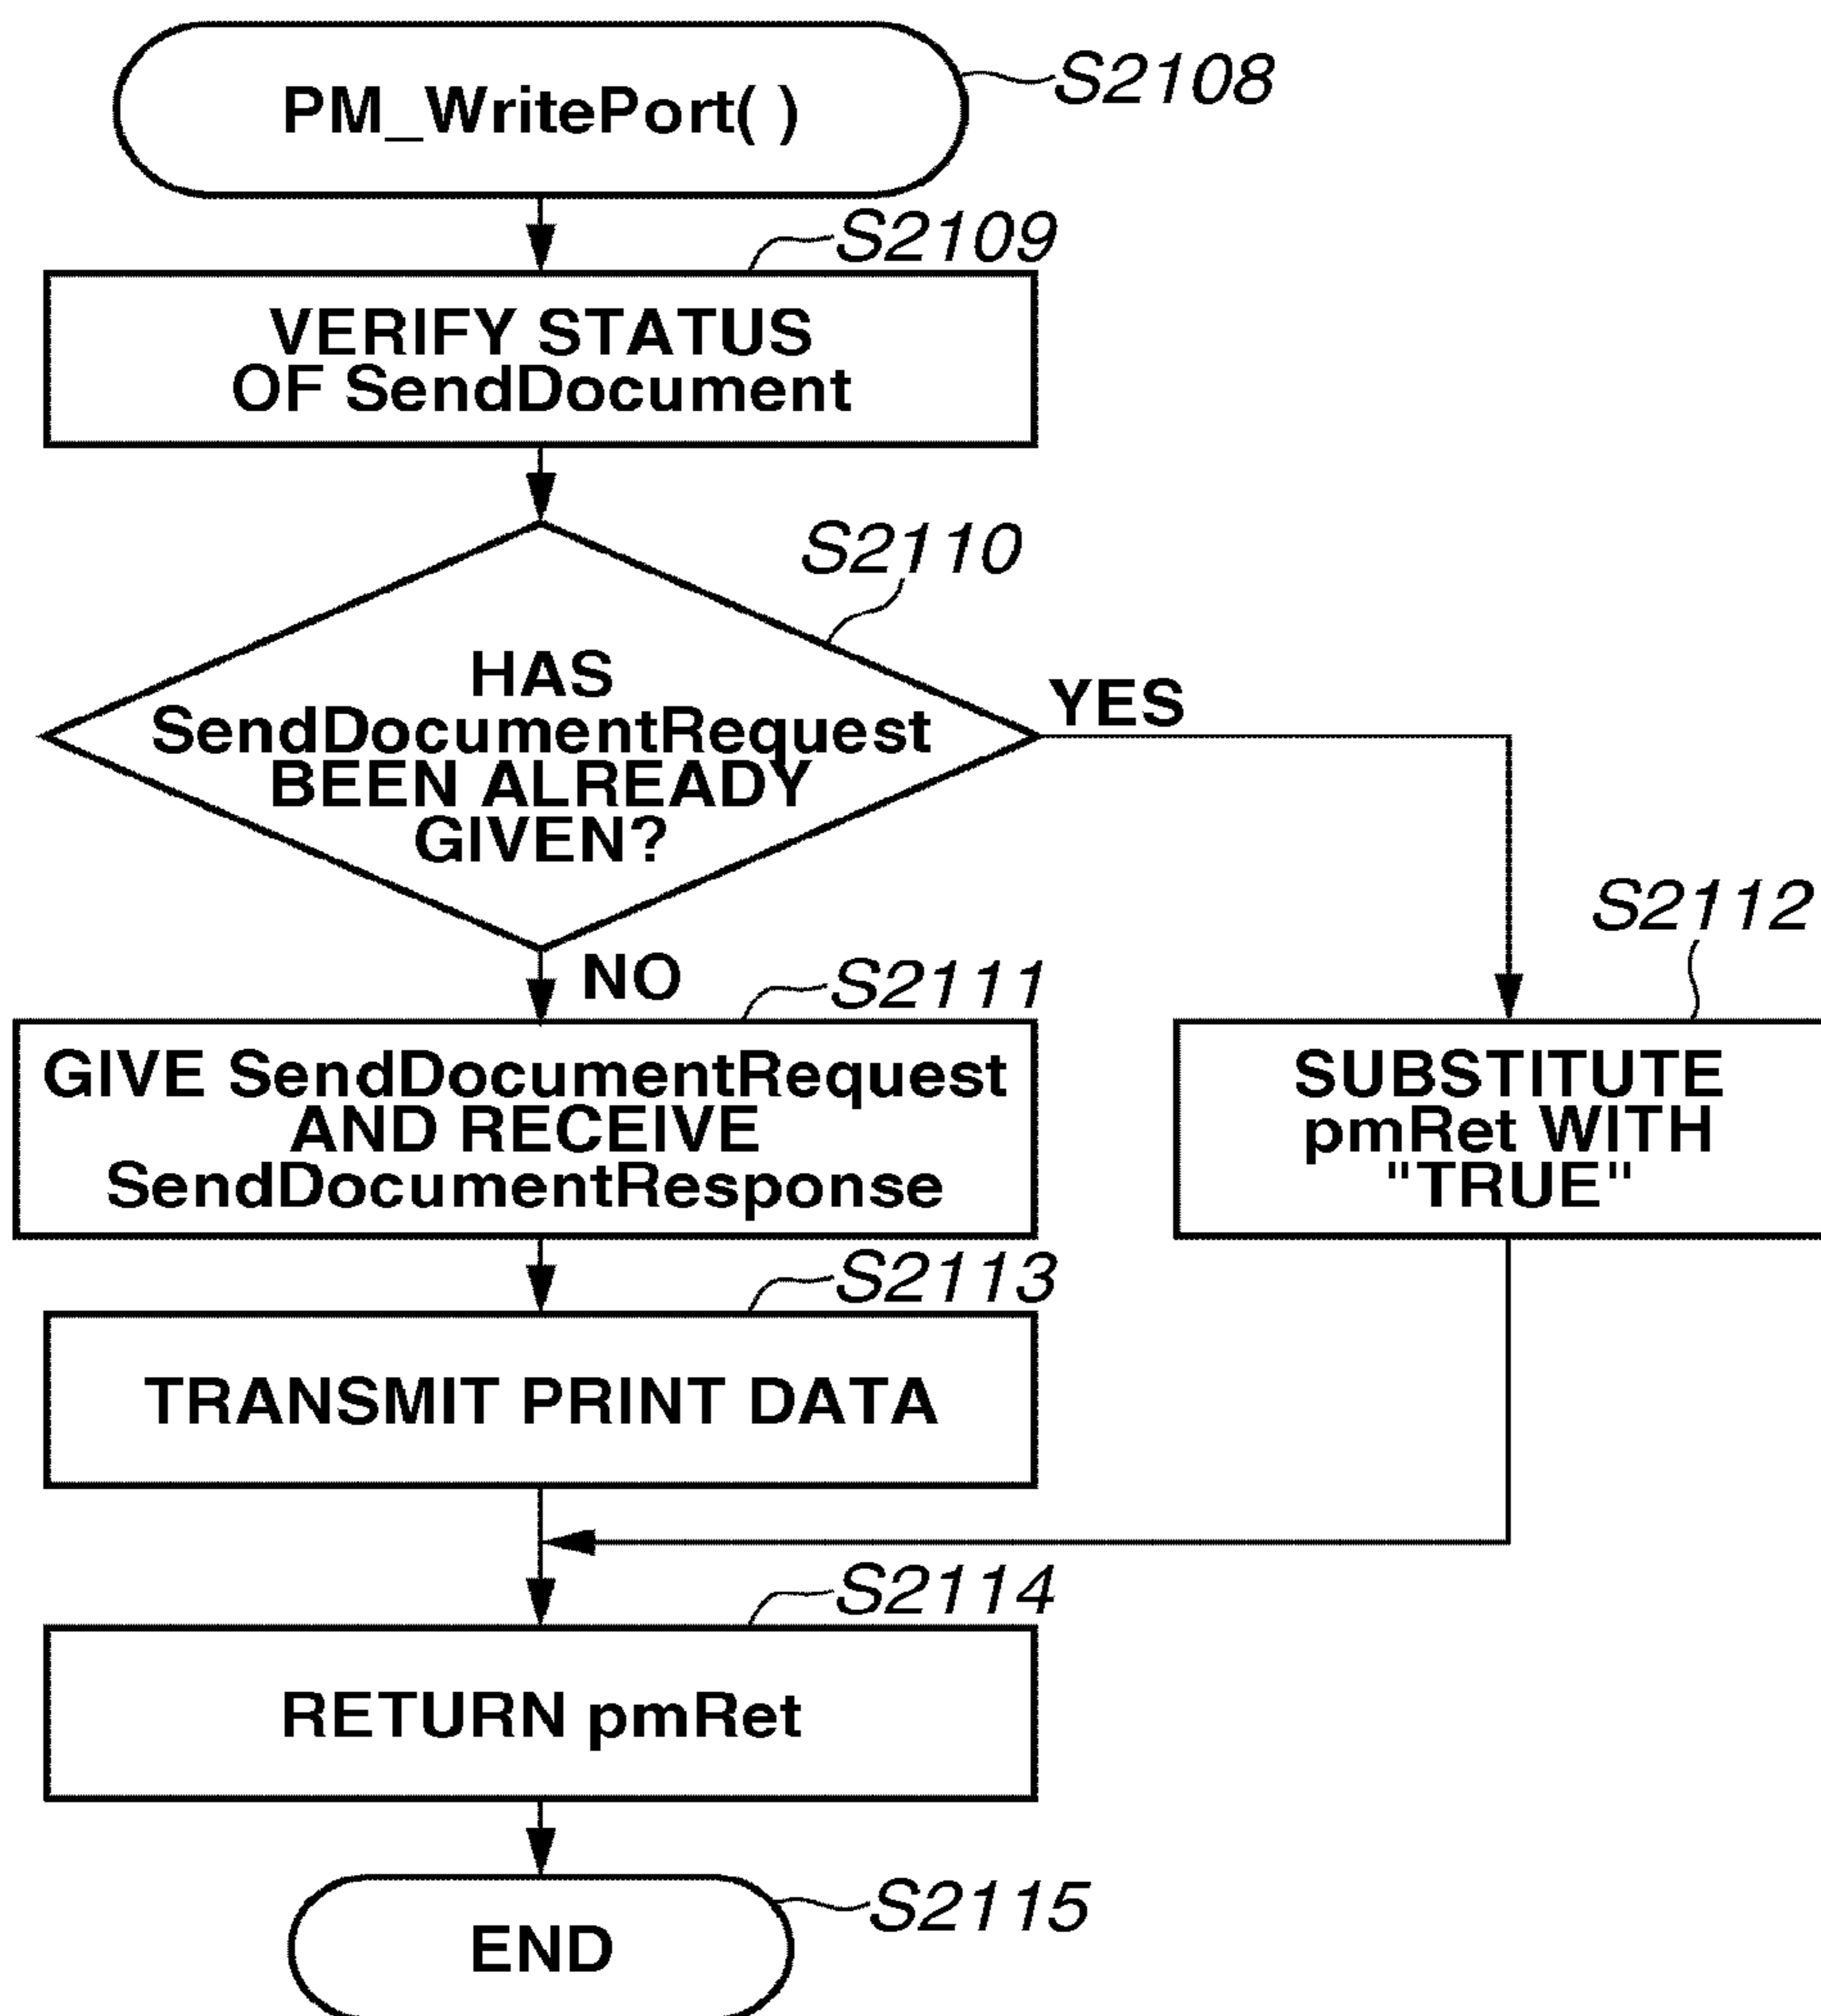 PM_WritePort( )
S2108
S2109
VERIFY STATUS
OF SendDocument
S2110
HAS
SendDocumentRequest
BEEN ALREADY
GIVEN?
YES
NO
S2111
GIVE SendDocumentRequest
AND RECEIVE
SendDocumentResponse
S2112
SUBSTITUTE
pmRet WITH
"TRUE"
S2113
TRANSMIT PRINT DATA
S2114
RETURN pmRet
END
S2115